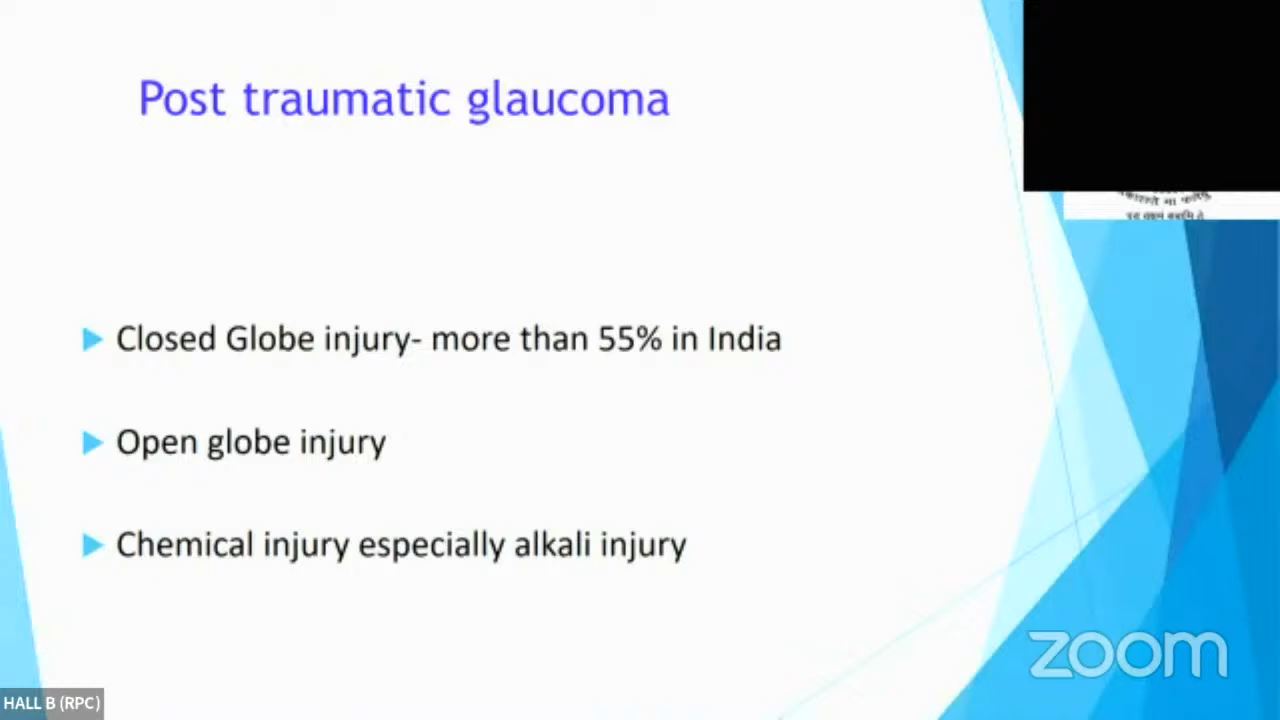 Post traumatic glaucoma
Closed Globe injury- more than 55% in India
Open globe injury
Chemical injury especially alkali injury
zoom
HALL B (RPC)